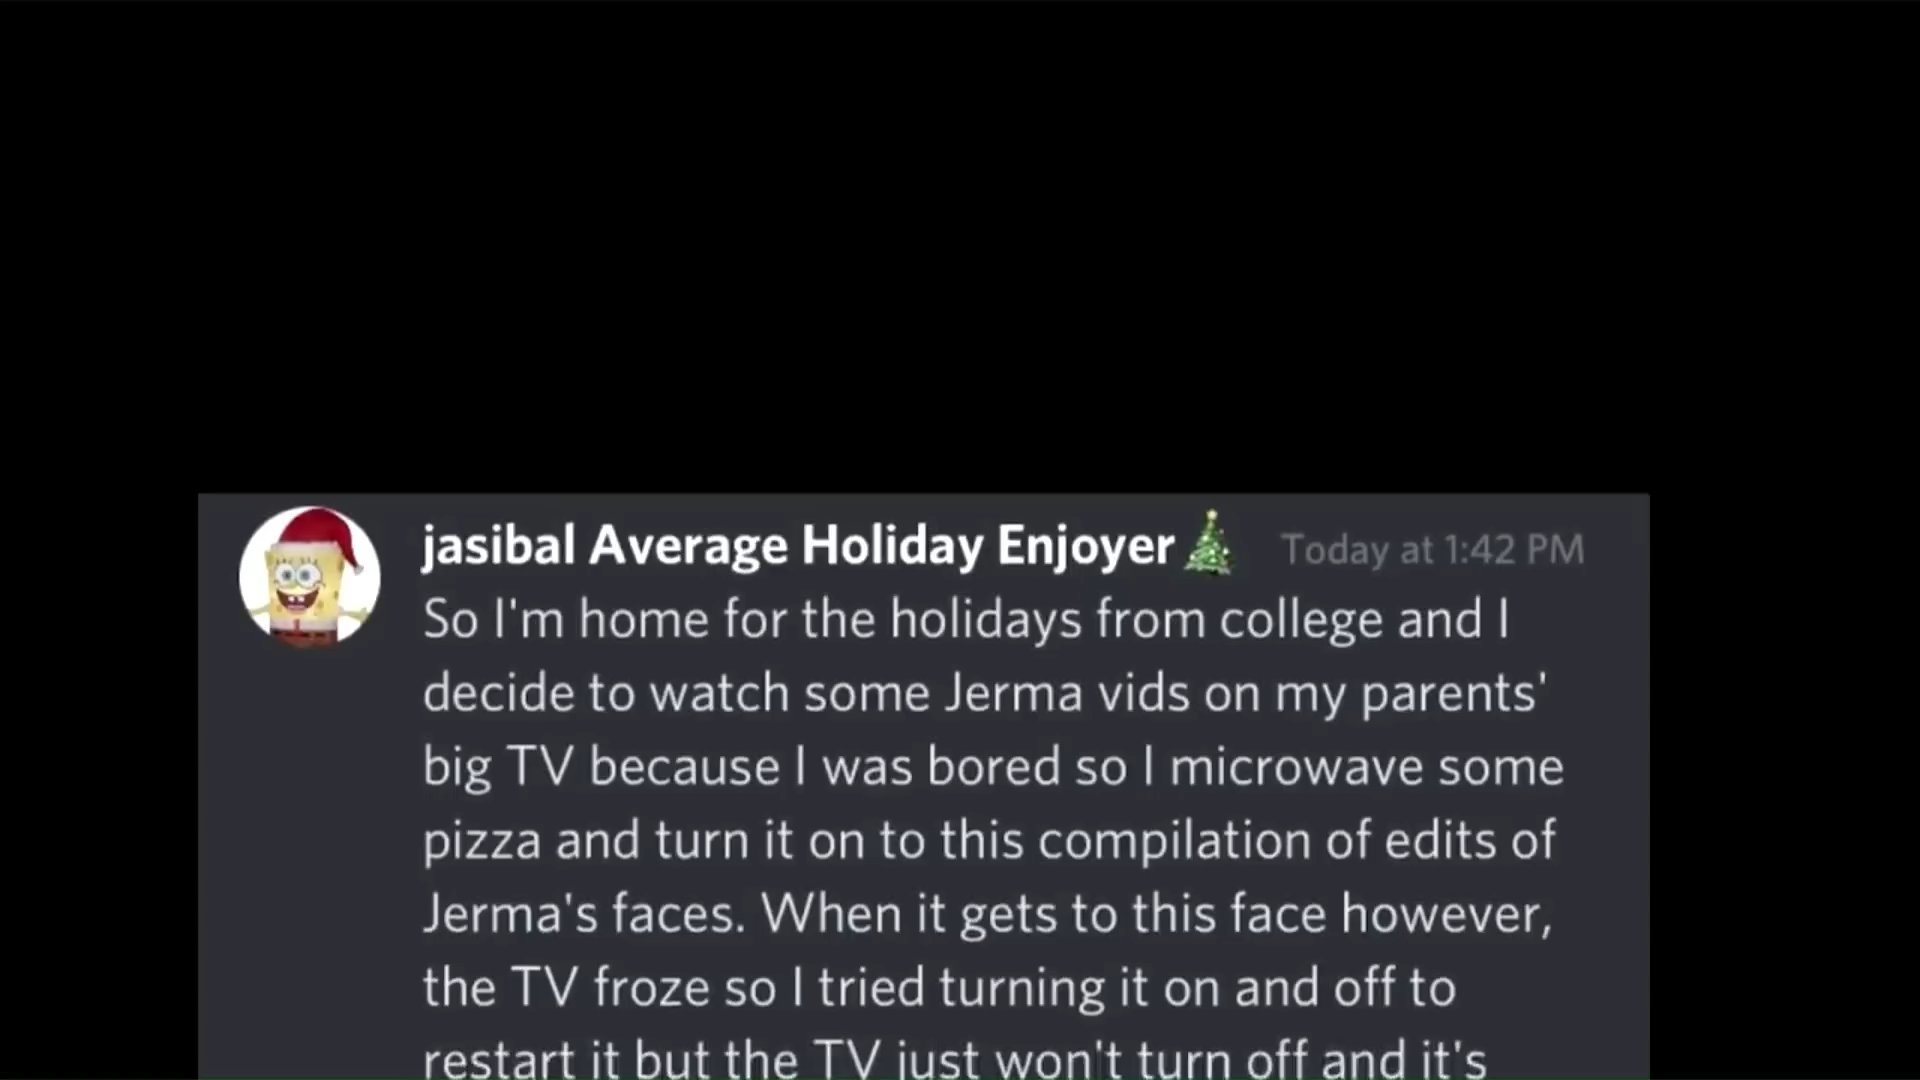 jasibal Average Holiday Enjoyer🎄 Today at 1:42 PM
So I'm home for the holidays from college and I
decide to watch some Jerma vids on my parents'
big TV because I was bored so I microwave some
pizza and turn it on to this compilation of edits of
Jerma's faces. When it gets to this face however,
the TV froze so I tried turning it on and off to
restart it but the TV just won't turn off and it's